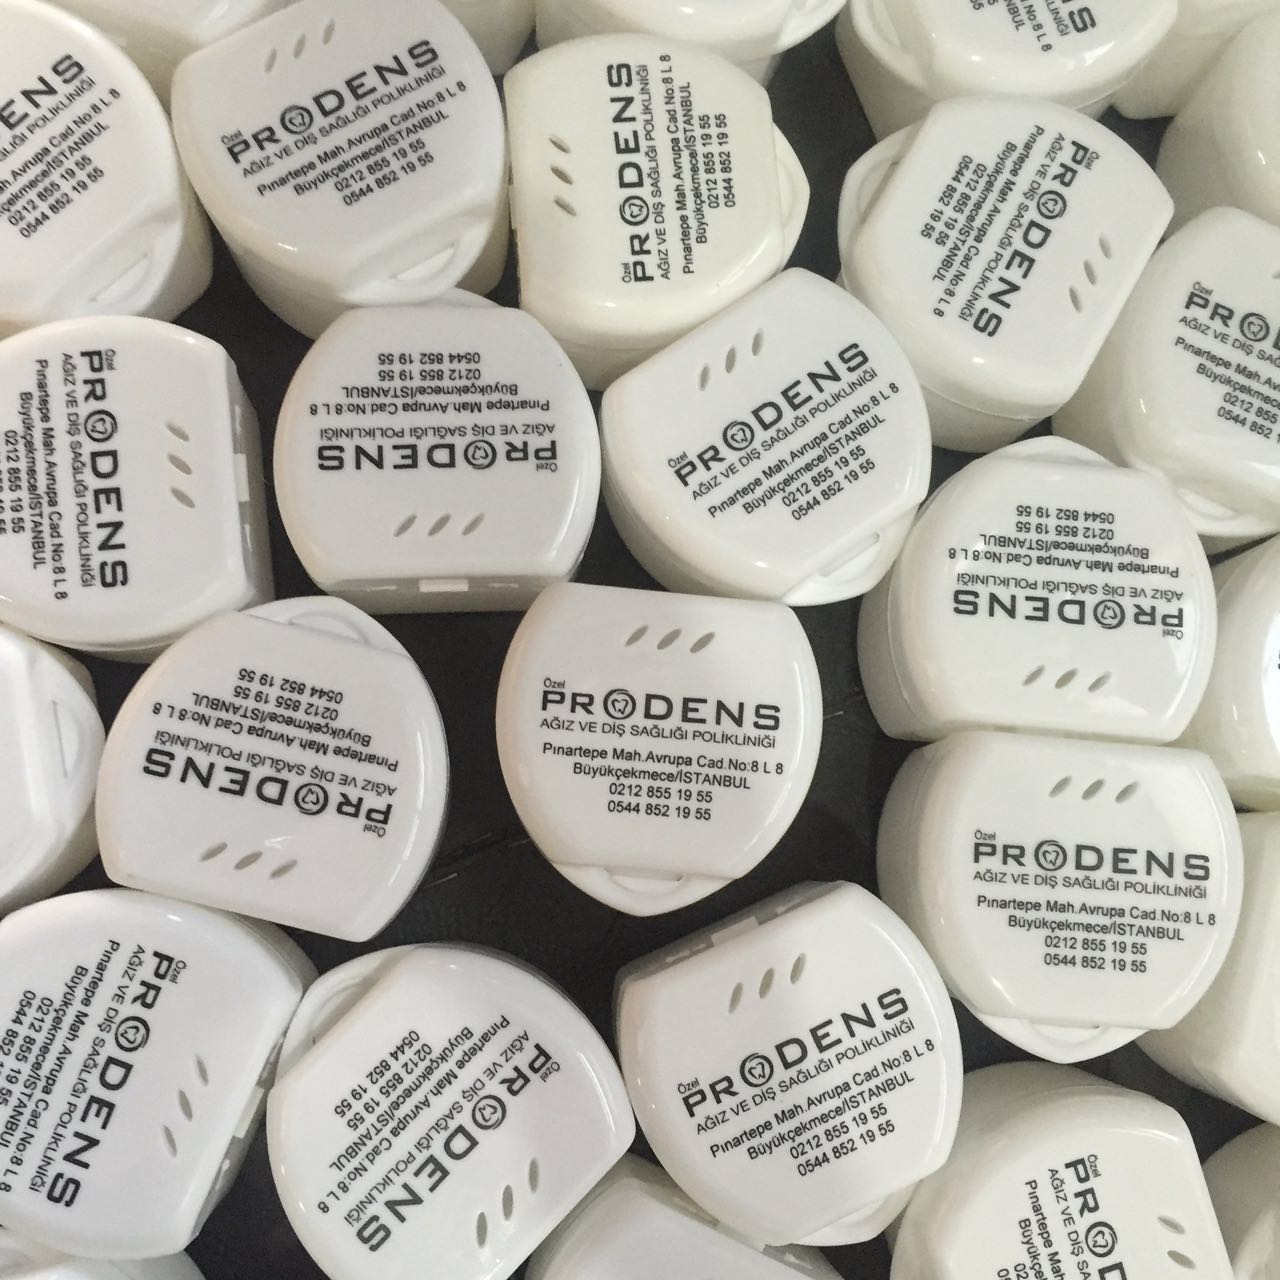 Özel
PRODENS
AĞIZ VE DİŞ SAĞLIĞI POLİKLİNİĞİ
Pınartepe Mah.Avrupa Cad.No:8 L 8
Büyükçekmece/İSTANBUL
0212 855 19 55
0544 852 19 55